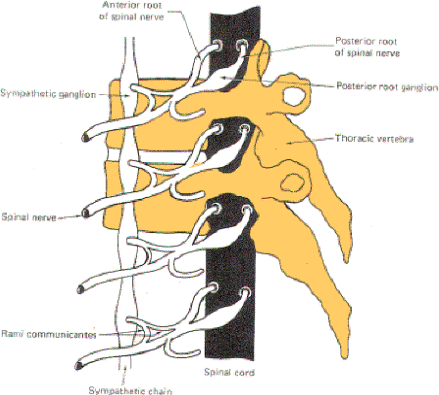 Anterior root
of spinal nerve
Posterior root
of spinal nerve
Sympathetic ganglion
Posterior root ganglion
Thoracic vertebra
Spinal nerve
Rami communicantes
Spinal cord
Sympathetic chain